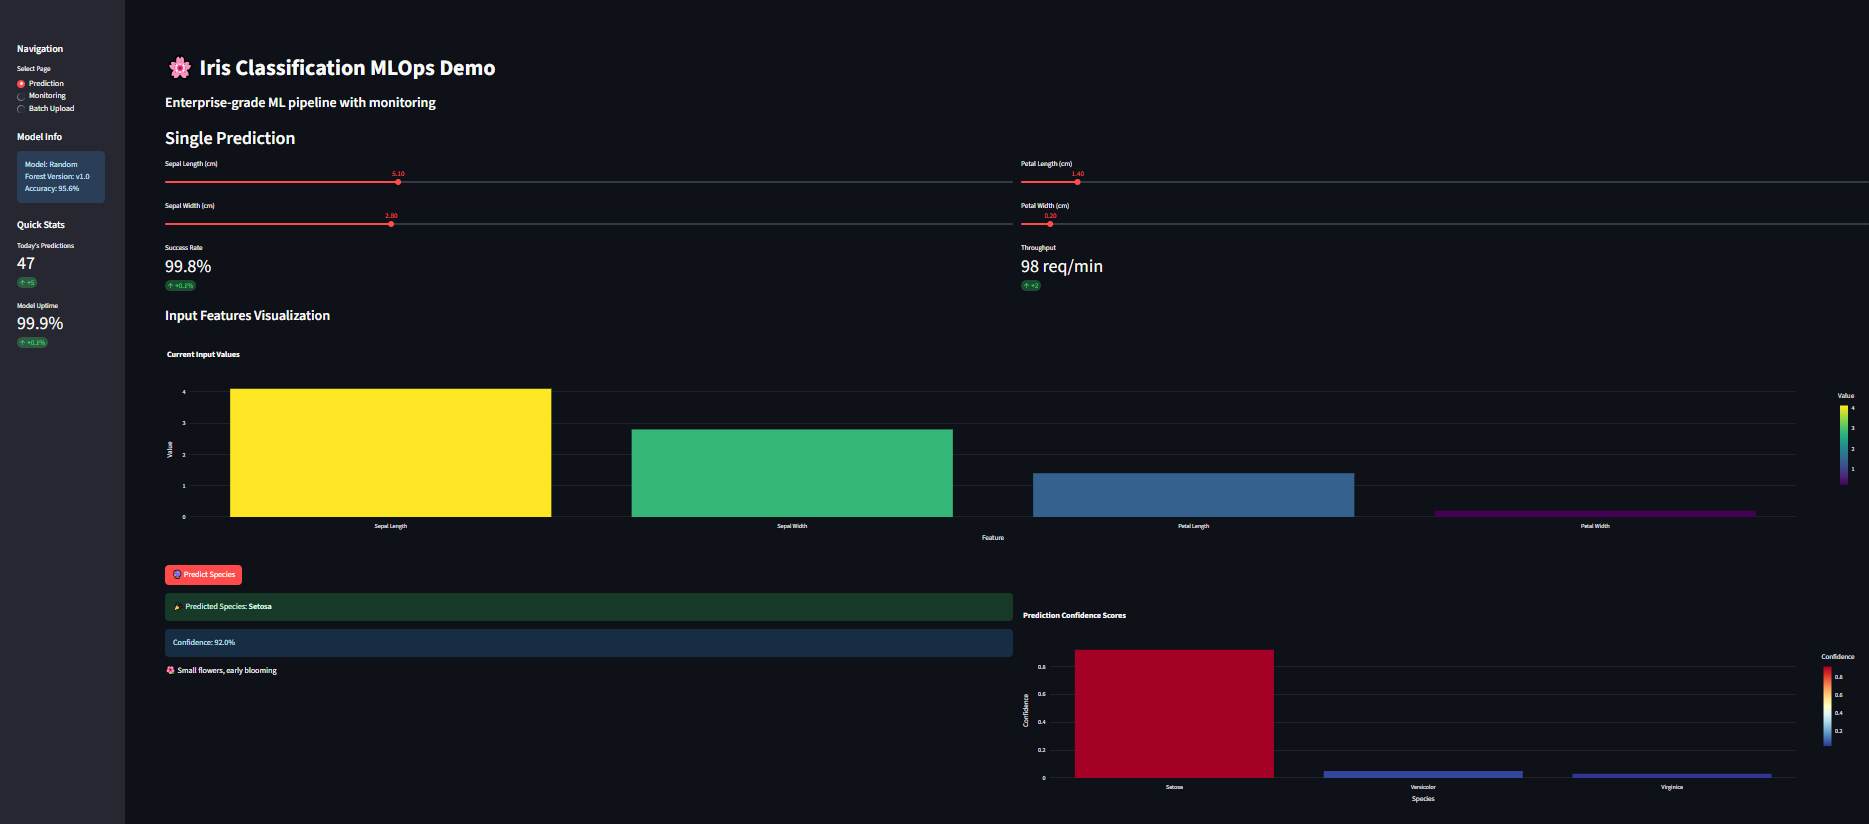 Navigation
Select Page
Prediction
Monitoring
Batch Upload
Model Info
Model: Random
Forest Version: v1.0
Accuracy: 95.6%
Quick Stats
Today's Predictions
47
↑ +5
Model Uptime
99.9%
↑ +0.1%
Iris Classification MLOps Demo
Enterprise-grade ML pipeline with monitoring
Single Prediction
Sepal Length (cm)
5.10
Sepal Width (cm)
2.80
Petal Length (cm)
1.40
Petal Width (cm)
0.20
Success Rate
99.8%
↑ +0.1%
Throughput
98 req/min
↑ +2
Input Features Visualization
Current Input Values
Value
4
3
2
1
0
Sepal Length
Sepal Width
Petal Length
Petal Width
Feature
Value
4
3
2
1
Predict Species
Predicted Species: Setosa
Confidence: 92.0%
Small flowers, early blooming
Prediction Confidence Scores
Confidence
0.8
0.6
0.4
0.2
0
Setosa
Versicolor
Virginica
Species
Confidence
0.8
0.6
0.4
0.2